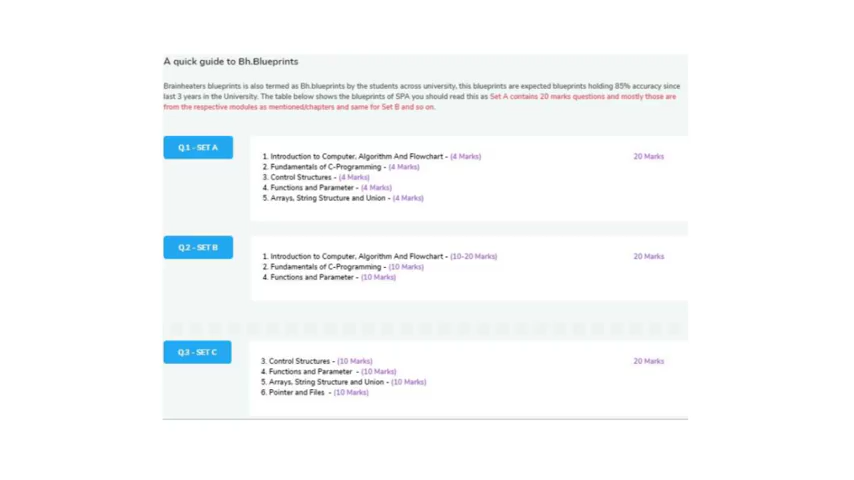 A quick guide to Bh.Blueprints
Brainheaters blueprints is also termed as Bh.blueprints by the students across university, this blueprints are expected blueprints holding 85% accuracy since
last 3 years in the University. The table below shows the blueprints of SPA you should read this as Set A contains 20 marks questions and mostly those are
from the respective modules as mentioned/chapters and same for Set B and so on.
Q.1 - SET A
1. Introduction to Computer, Algorithm And Flowchart - (4 Marks) 20 Marks
2. Fundamentals of C-Programming - (4 Marks)
3. Control Structures - (4 Marks)
4. Functions and Parameter - (4 Marks)
5. Arrays, String Structure and Union - (4 Marks)
Q.2 - SET B
1. Introduction to Computer, Algorithm And Flowchart - (10-20 Marks) 20 Marks
2. Fundamentals of C-Programming - (10 Marks)
4. Functions and Parameter - (10 Marks)
Q.3 - SET C
3. Control Structures - (10 Marks) 20 Marks
4. Functions and Parameter - (10 Marks)
5. Arrays, String Structure and Union - (10 Marks)
6. Pointer and Files - (10 Marks)